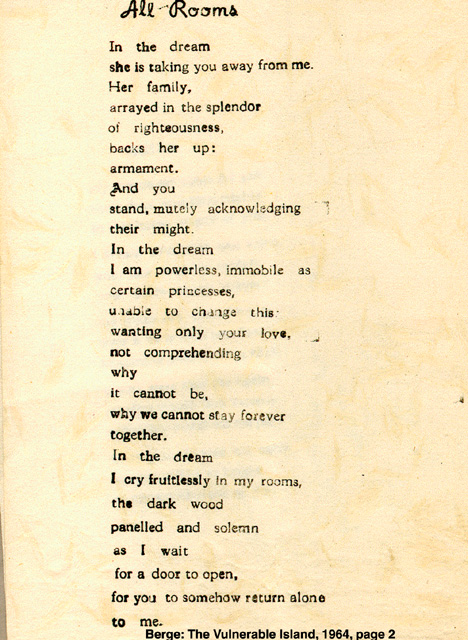 All Rooms
In the dream
she is taking you away from me.
Her family,
arrayed in the splendor
of righteousness,
backs her up:
armament.
And you
stand, mutely acknowledging
their might.
In the dream
I am powerless, immobile as
certain princesses,
unable to change this:
wanting only your love,
not comprehending
why
it cannot be,
why we cannot stay forever
together.
In the dream
I cry fruitlessly in my rooms,
the dark wood
panelled and solemn
as I wait
for a door to open,
for you to somehow return alone
to me.
Berge: The Vulnerable Island, 1964, page 2